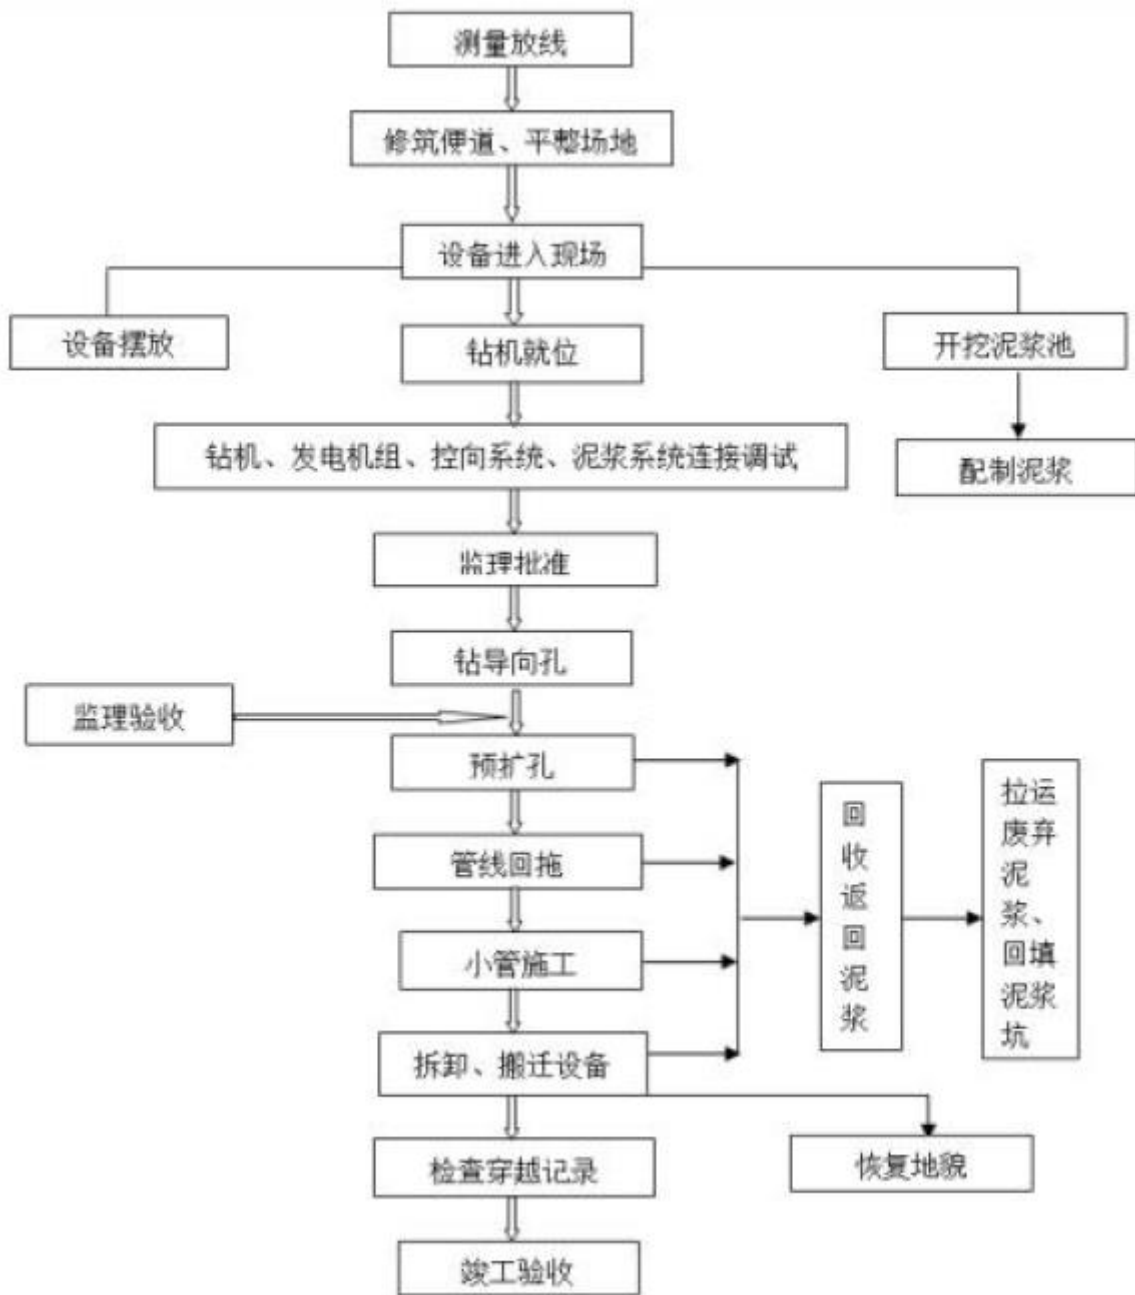 测量放线
修筑便道、平整场地
设备进入现场
设备摆放
钻机就位
开挖泥浆池
钻机、发电机组、控向系统、泥浆系统连接调试
配制泥浆
监理批准
钻导向孔
监理验收
预扩孔
管线回拖
小管施工
拆卸、搬迁设备
回
收
返
回
泥
浆
拉运
废弃
泥
浆、
回填
泥浆
坑
检查穿越记录
恢复地貌
竣工验收